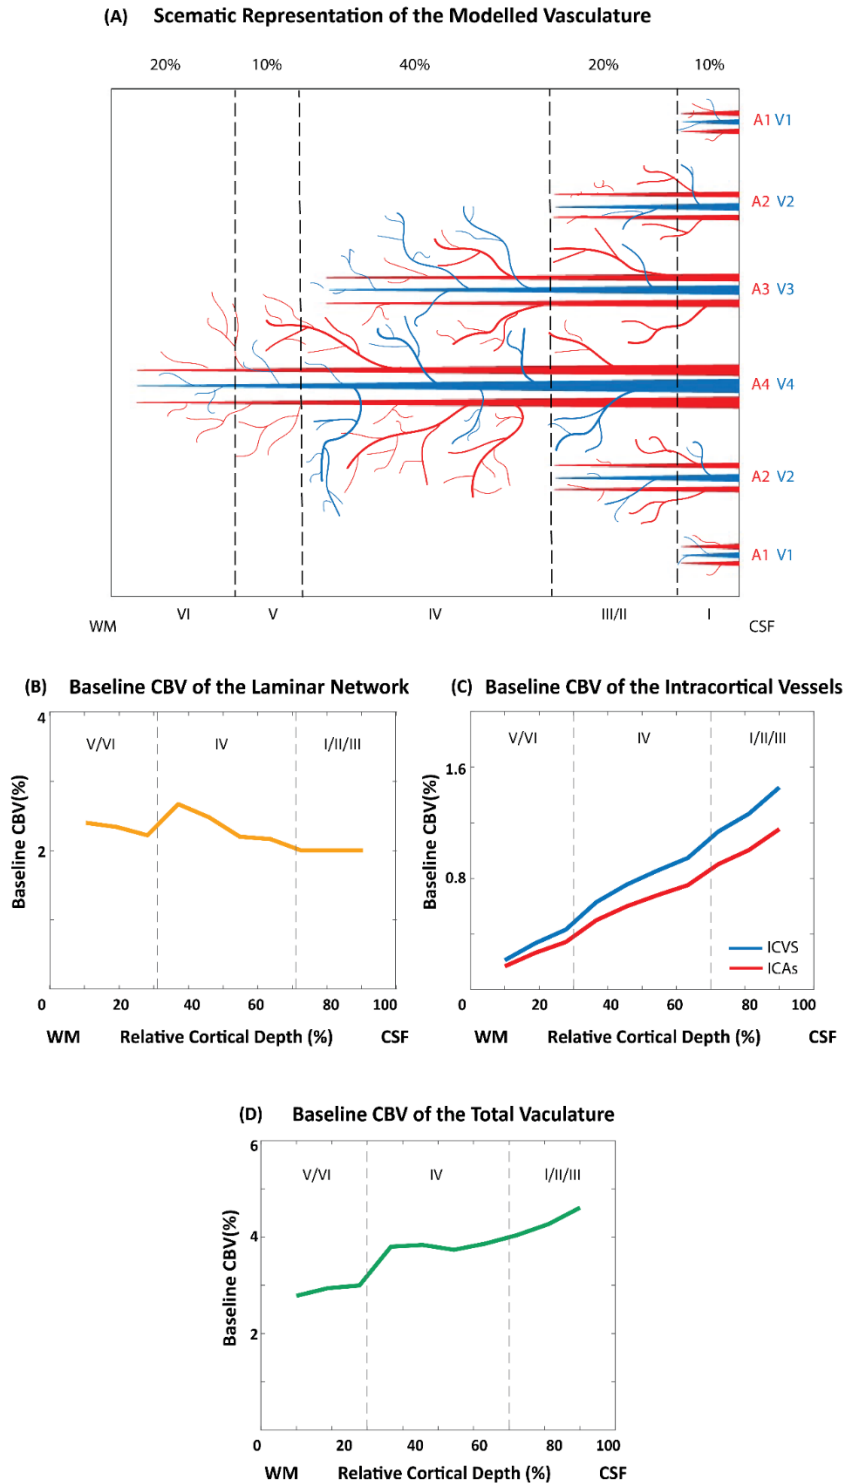 (A) Scematic Representation of the Modelled Vasculature
20% 10% 40% 20% 10%
A1 V1
A2 V2
A3 V3
A4 V4
A2 V2
A1 V1
WM VI V IV III/II I CSF
(B) Baseline CBV of the Laminar Network
4
V/VI IV I/II/III
Baseline CBV(%)
2
0 20 40 60 80 100
WM Relative Cortical Depth (%) CSF
(C) Baseline CBV of the Intracortical Vessels
V/VI IV I/II/III
1.6
Baseline CBV(%)
0.8
ICVS
ICAs
0 20 40 60 80 100
WM Relative Cortical Depth (%) CSF
(D) Baseline CBV of the Total Vaculature
6
V/VI IV I/II/III
4
Baseline CBV(%)
2
0 20 40 60 80 100
WM Relative Cortical Depth (%) CSF